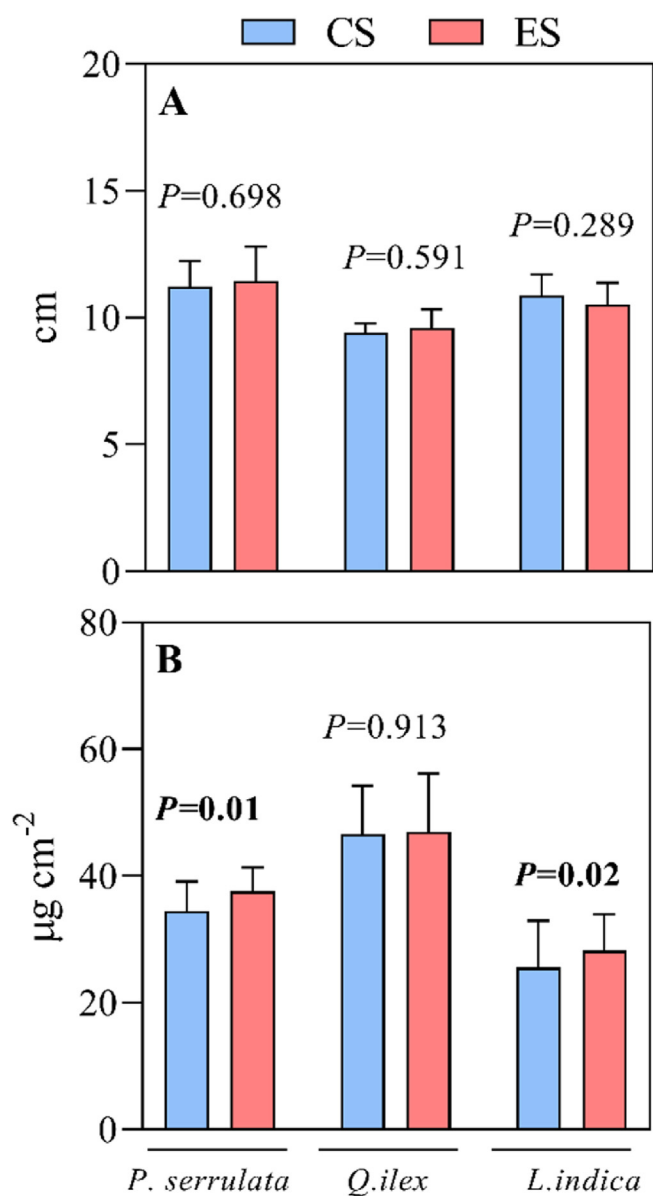 CS ES
A
20
15
10
5
0
cm
P=0.698
P=0.591
P=0.289
B
80
60
40
20
0
µg cm-2
P=0.01
P=0.913
P=0.02
P. serrulata Q.ilex L.indica